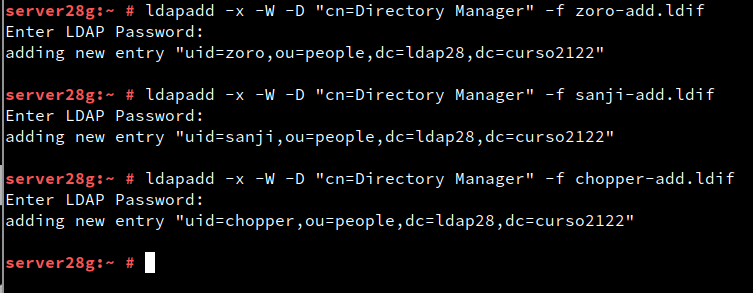 server28g:~ # ldapadd -x -W -D "cn=Directory Manager" -f zoro-add.ldif
Enter LDAP Password:
adding new entry "uid=zoro,ou=people,dc=ldap28,dc=curso2122"
server28g:~ # ldapadd -x -W -D "cn=Directory Manager" -f sanji-add.ldif
Enter LDAP Password:
adding new entry "uid=sanji,ou=people,dc=ldap28,dc=curso2122"
server28g:~ # ldapadd -x -W -D "cn=Directory Manager" -f chopper-add.ldif
Enter LDAP Password:
adding new entry "uid=chopper,ou=people,dc=ldap28,dc=curso2122"
server28g:~ #